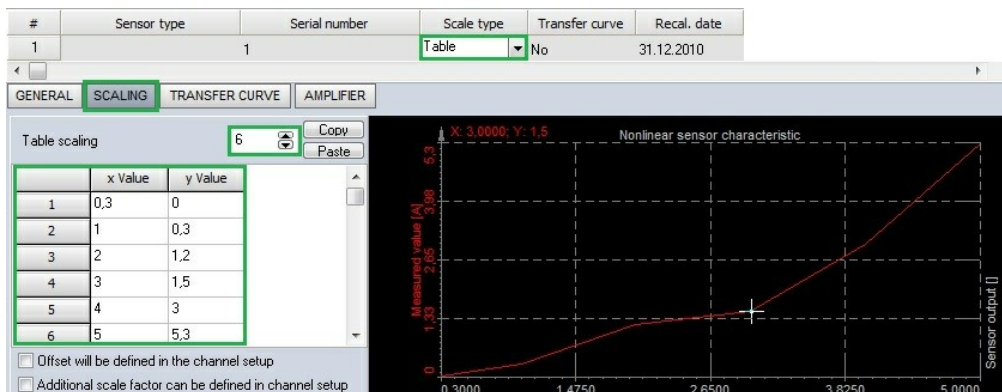 # Sensor type Serial number Scale type Transfer curve Recal. date
1 1 Table No 31.12.2010
GENERAL SCALING TRANSFER CURVE AMPLIFIER
Table scaling 6 Copy
Paste
x Value y Value
1 0,3 0
2 1 0,3
3 2 1,2
4 3 1,5
5 4 3
6 5 5,3
Offset will be defined in the channel setup
Additional scale factor can be defined in channel setup
X: 3,0000; Y: 1,5 Nonlinear sensor characteristic
Measured value [A]
5,3
3,98
2,65
1,33
0
0,3000 1,4750 2,6500 3,8250 5,0000
Sensor output []